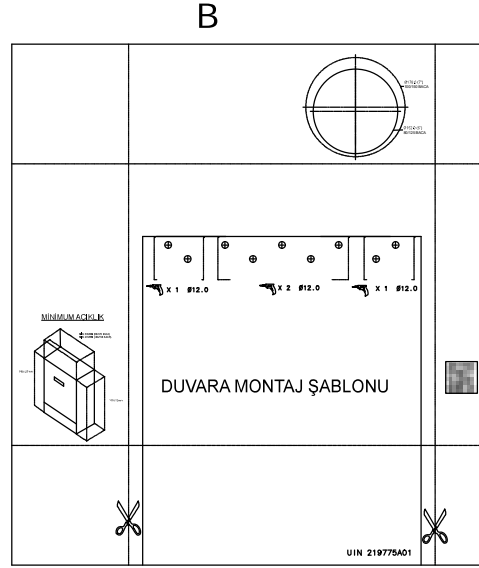 B
X 1 Ø12.0
X 2 Ø12.0
X 1 Ø12.0
MİNİMUM AÇIKLIK
DUVARA MONTAJ ŞABLONU
UIN 219775A01